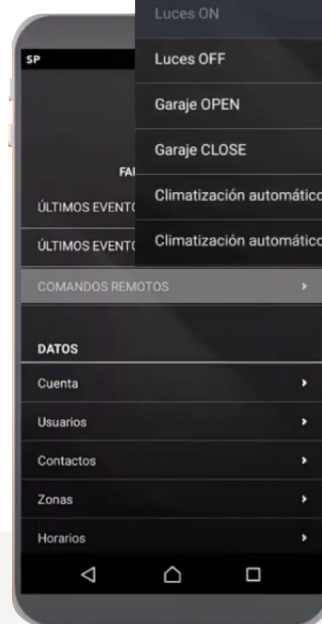 Luces ON
SP
Luces OFF
Garaje OPEN
Garaje CLOSE
ÚLTIMOS EVENTO
Climatización automático
ÚLTIMOS EVENTO
Climatización automático
COMANDOS REMOTOS
DATOS
Cuenta
Usuarios
Contactos
Zonas
Horarios